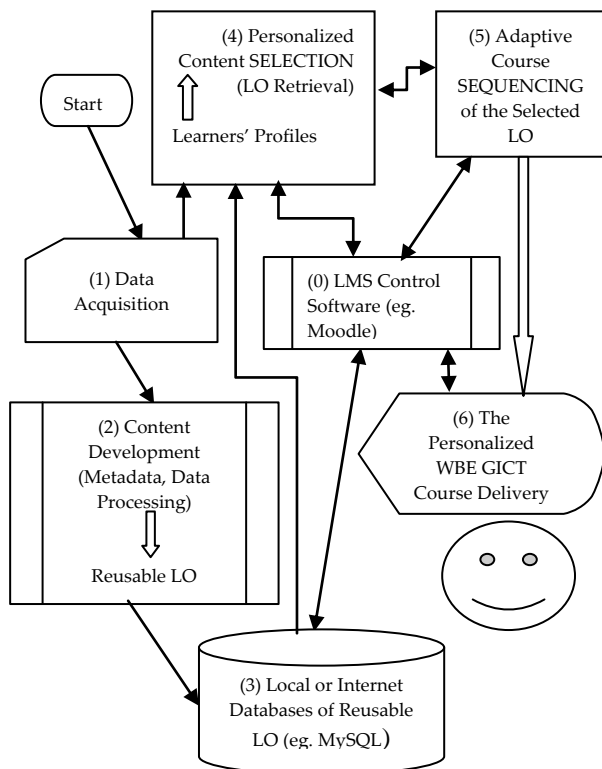 Start
(4) Personalized
Content SELECTION
(LO Retrieval)
Learners’ Profiles
(5) Adaptive
Course
SEQUENCING
of the Selected
LO
(1) Data
Acquisition
(0) LMS Control
Software (eg.
Moodle)
(2) Content
Development
(Metadata, Data
Processing)
Reusable LO
(6) The
Personalized
WBE GICT
Course Delivery
(3) Local or Internet
Databases of Reusable
LO (eg. MySQL)